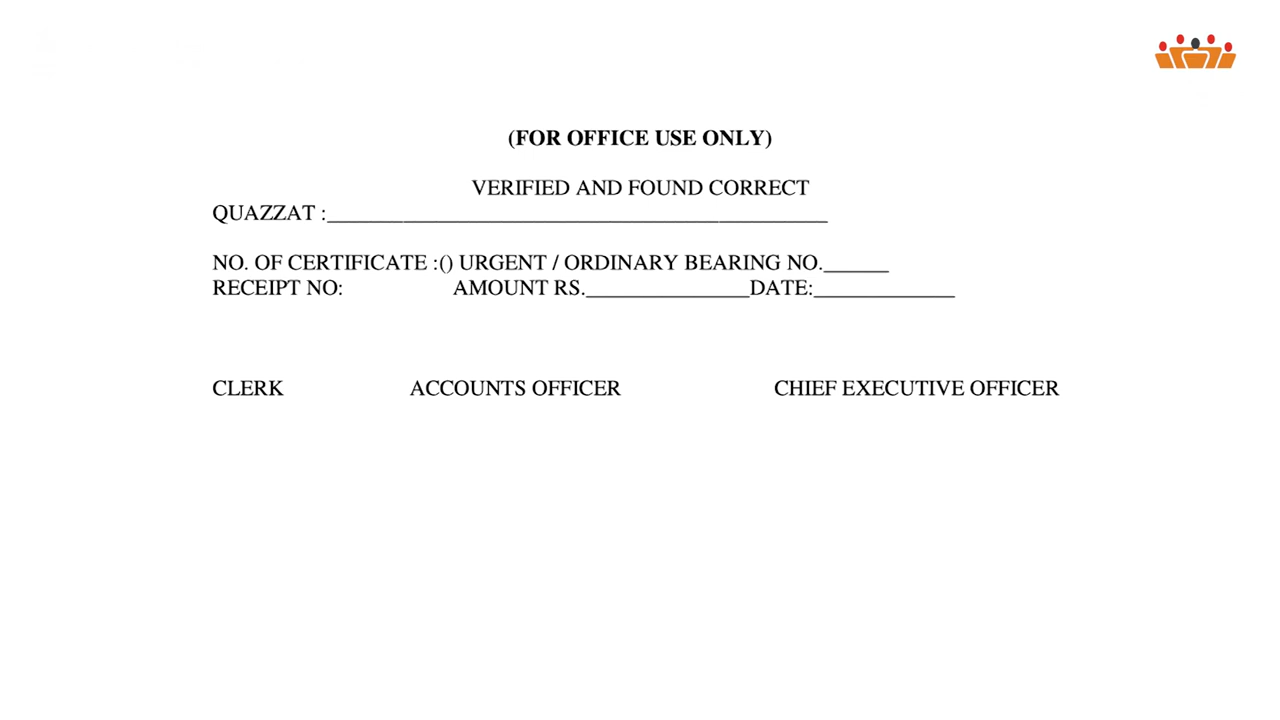 (FOR OFFICE USE ONLY)
VERIFIED AND FOUND CORRECT
QUAZZAT :_______________________________________________
NO. OF CERTIFICATE :() URGENT / ORDINARY BEARING NO.______
RECEIPT NO: AMOUNT RS._______________DATE:_____________
CLERK ACCOUNTS OFFICER CHIEF EXECUTIVE OFFICER